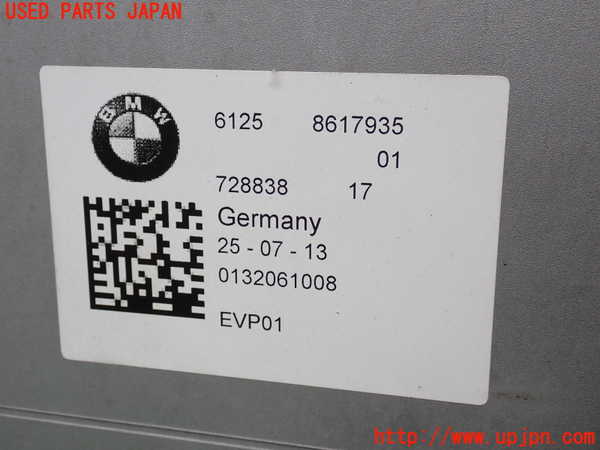 USED PARTS JAPAN
BMW
6125 8617935
01
728838 17
Germany
25 - 07 - 13
0132061008
EVP01
http://www.upjpn.com/